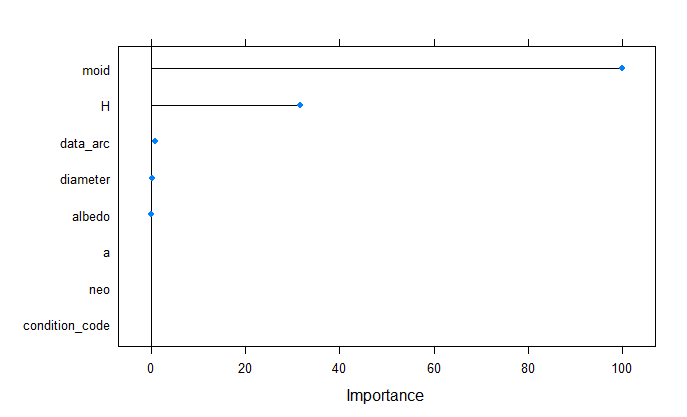 moid
H
data_arc
diameter
albedo
a
neo
condition_code
0 20 40 60 80 100
Importance